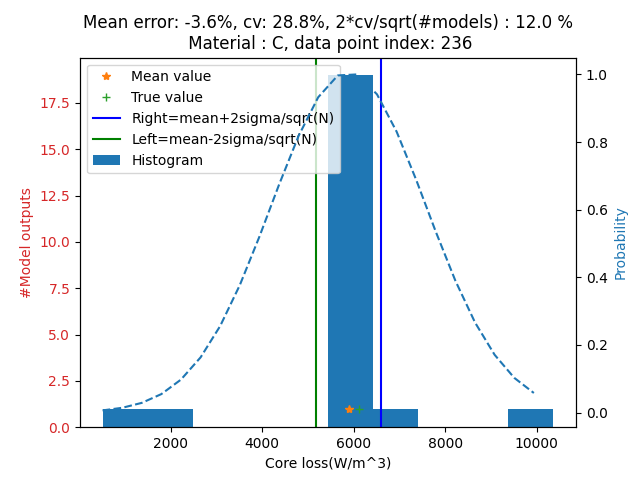 Mean error: -3.6%, cv: 28.8%, 2*cv/sqrt(#models) : 12.0 %
Material : C, data point index: 236
Mean value
True value
Right=mean+2sigma/sqrt(N)
Left=mean-2sigma/sqrt(N)
Histogram
17.5
15.0
12.5
10.0
7.5
5.0
2.5
0.0
#Model outputs
1.0
0.8
0.6
0.4
0.2
0.0
Probability
2000 4000 6000 8000 10000
Core loss(W/m^3)